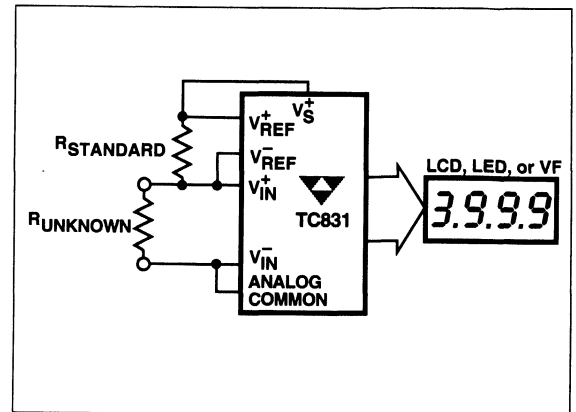 V+S
V+REF
RSTANDARD
V-REF
V+IN
RUNKNOWN
TC831
V-IN
ANALOG
COMMON
LCD, LED, or VF
3.9.9.9